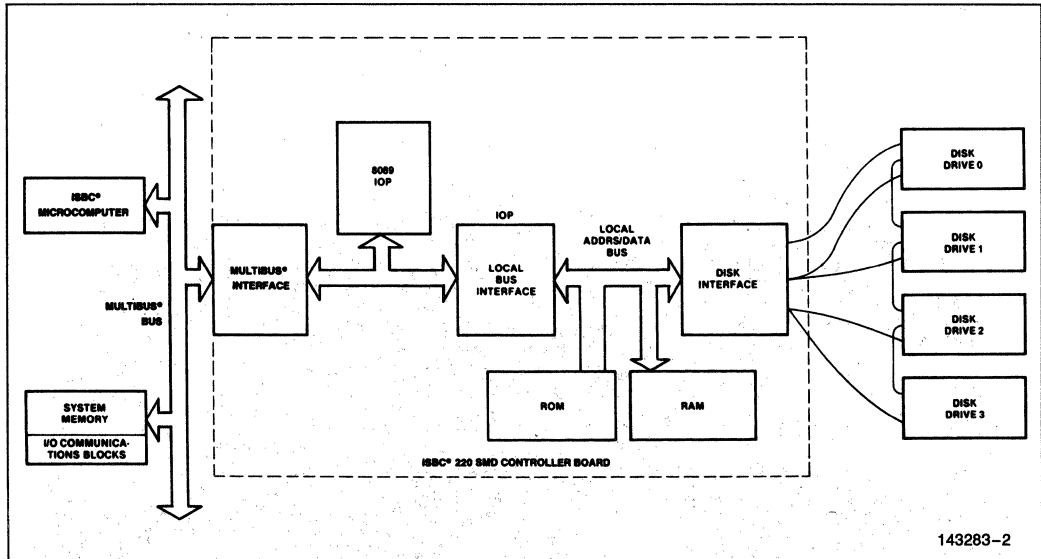 ISBC® MICROCOMPUTER
MULTIBUS® BUS
SYSTEM MEMORY
I/O COMMUNICA-
TIONS BLOCKS
MULTIBUS® INTERFACE
8089
IOP
IOP
LOCAL
BUS
INTERFACE
LOCAL
ADDRS/DATA
BUS
DISK
INTERFACE
ROM
RAM
ISBC® 220 SMD CONTROLLER BOARD
DISK
DRIVE 0
DISK
DRIVE 1
DISK
DRIVE 2
DISK
DRIVE 3
143283–2